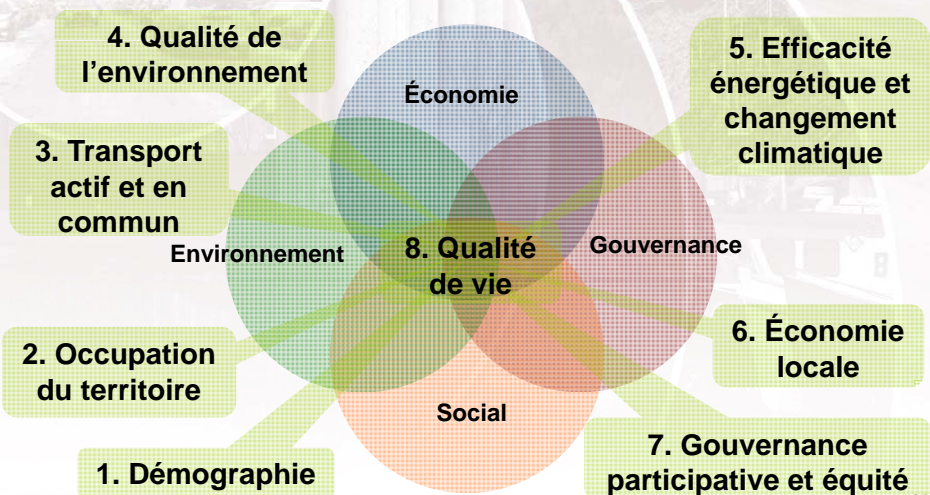 4. Qualité de
l’environnement
5. Efficacité
énergétique et
changement
climatique
Économie
3. Transport
actif et en
commun
Environnement
8. Qualité
de vie
Gouvernance
2. Occupation
du territoire
6. Économie
locale
Social
1. Démographie
7. Gouvernance
participative et équité